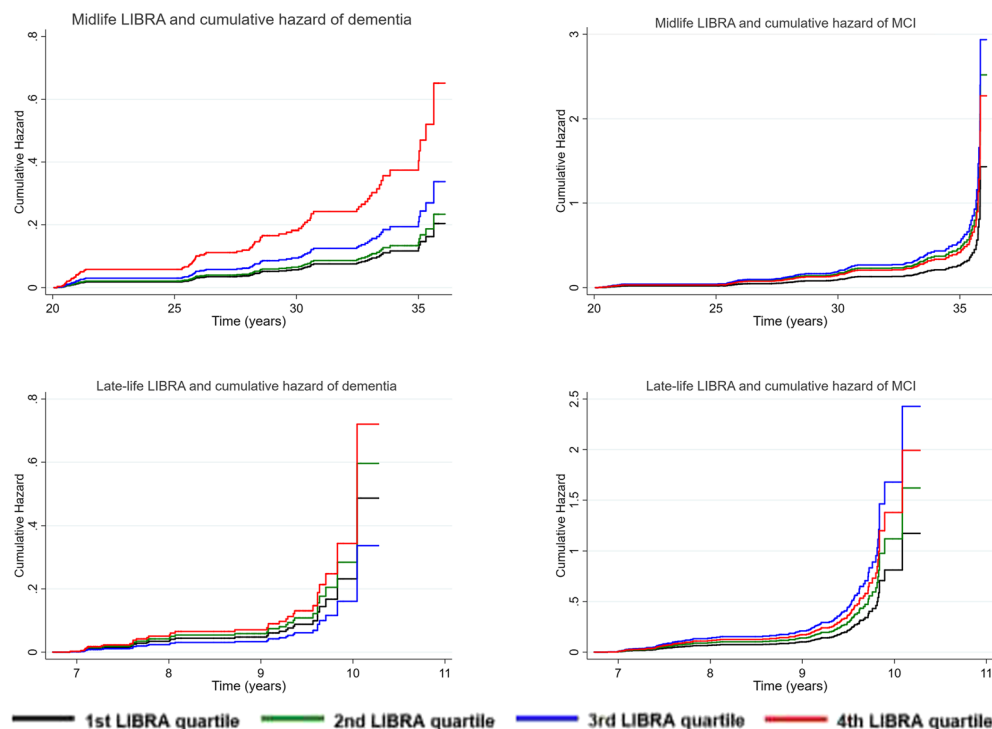 Midlife LIBRA and cumulative hazard of dementia
Cumulative Hazard
.8
.6
.4
.2
0
20 25 30 35
Time (years)
Midlife LIBRA and cumulative hazard of MCI
Cumulative Hazard
3
2
1
0
20 25 30 35
Time (years)
Late-life LIBRA and cumulative hazard of dementia
Cumulative Hazard
.8
.6
.4
.2
0
7 8 9 10 11
Time (years)
Late-life LIBRA and cumulative hazard of MCI
Cumulative Hazard
2.5
2
1.5
1
.5
0
7 8 9 10 11
Time (years)
1st LIBRA quartile 2nd LIBRA quartile 3rd LIBRA quartile 4th LIBRA quartile